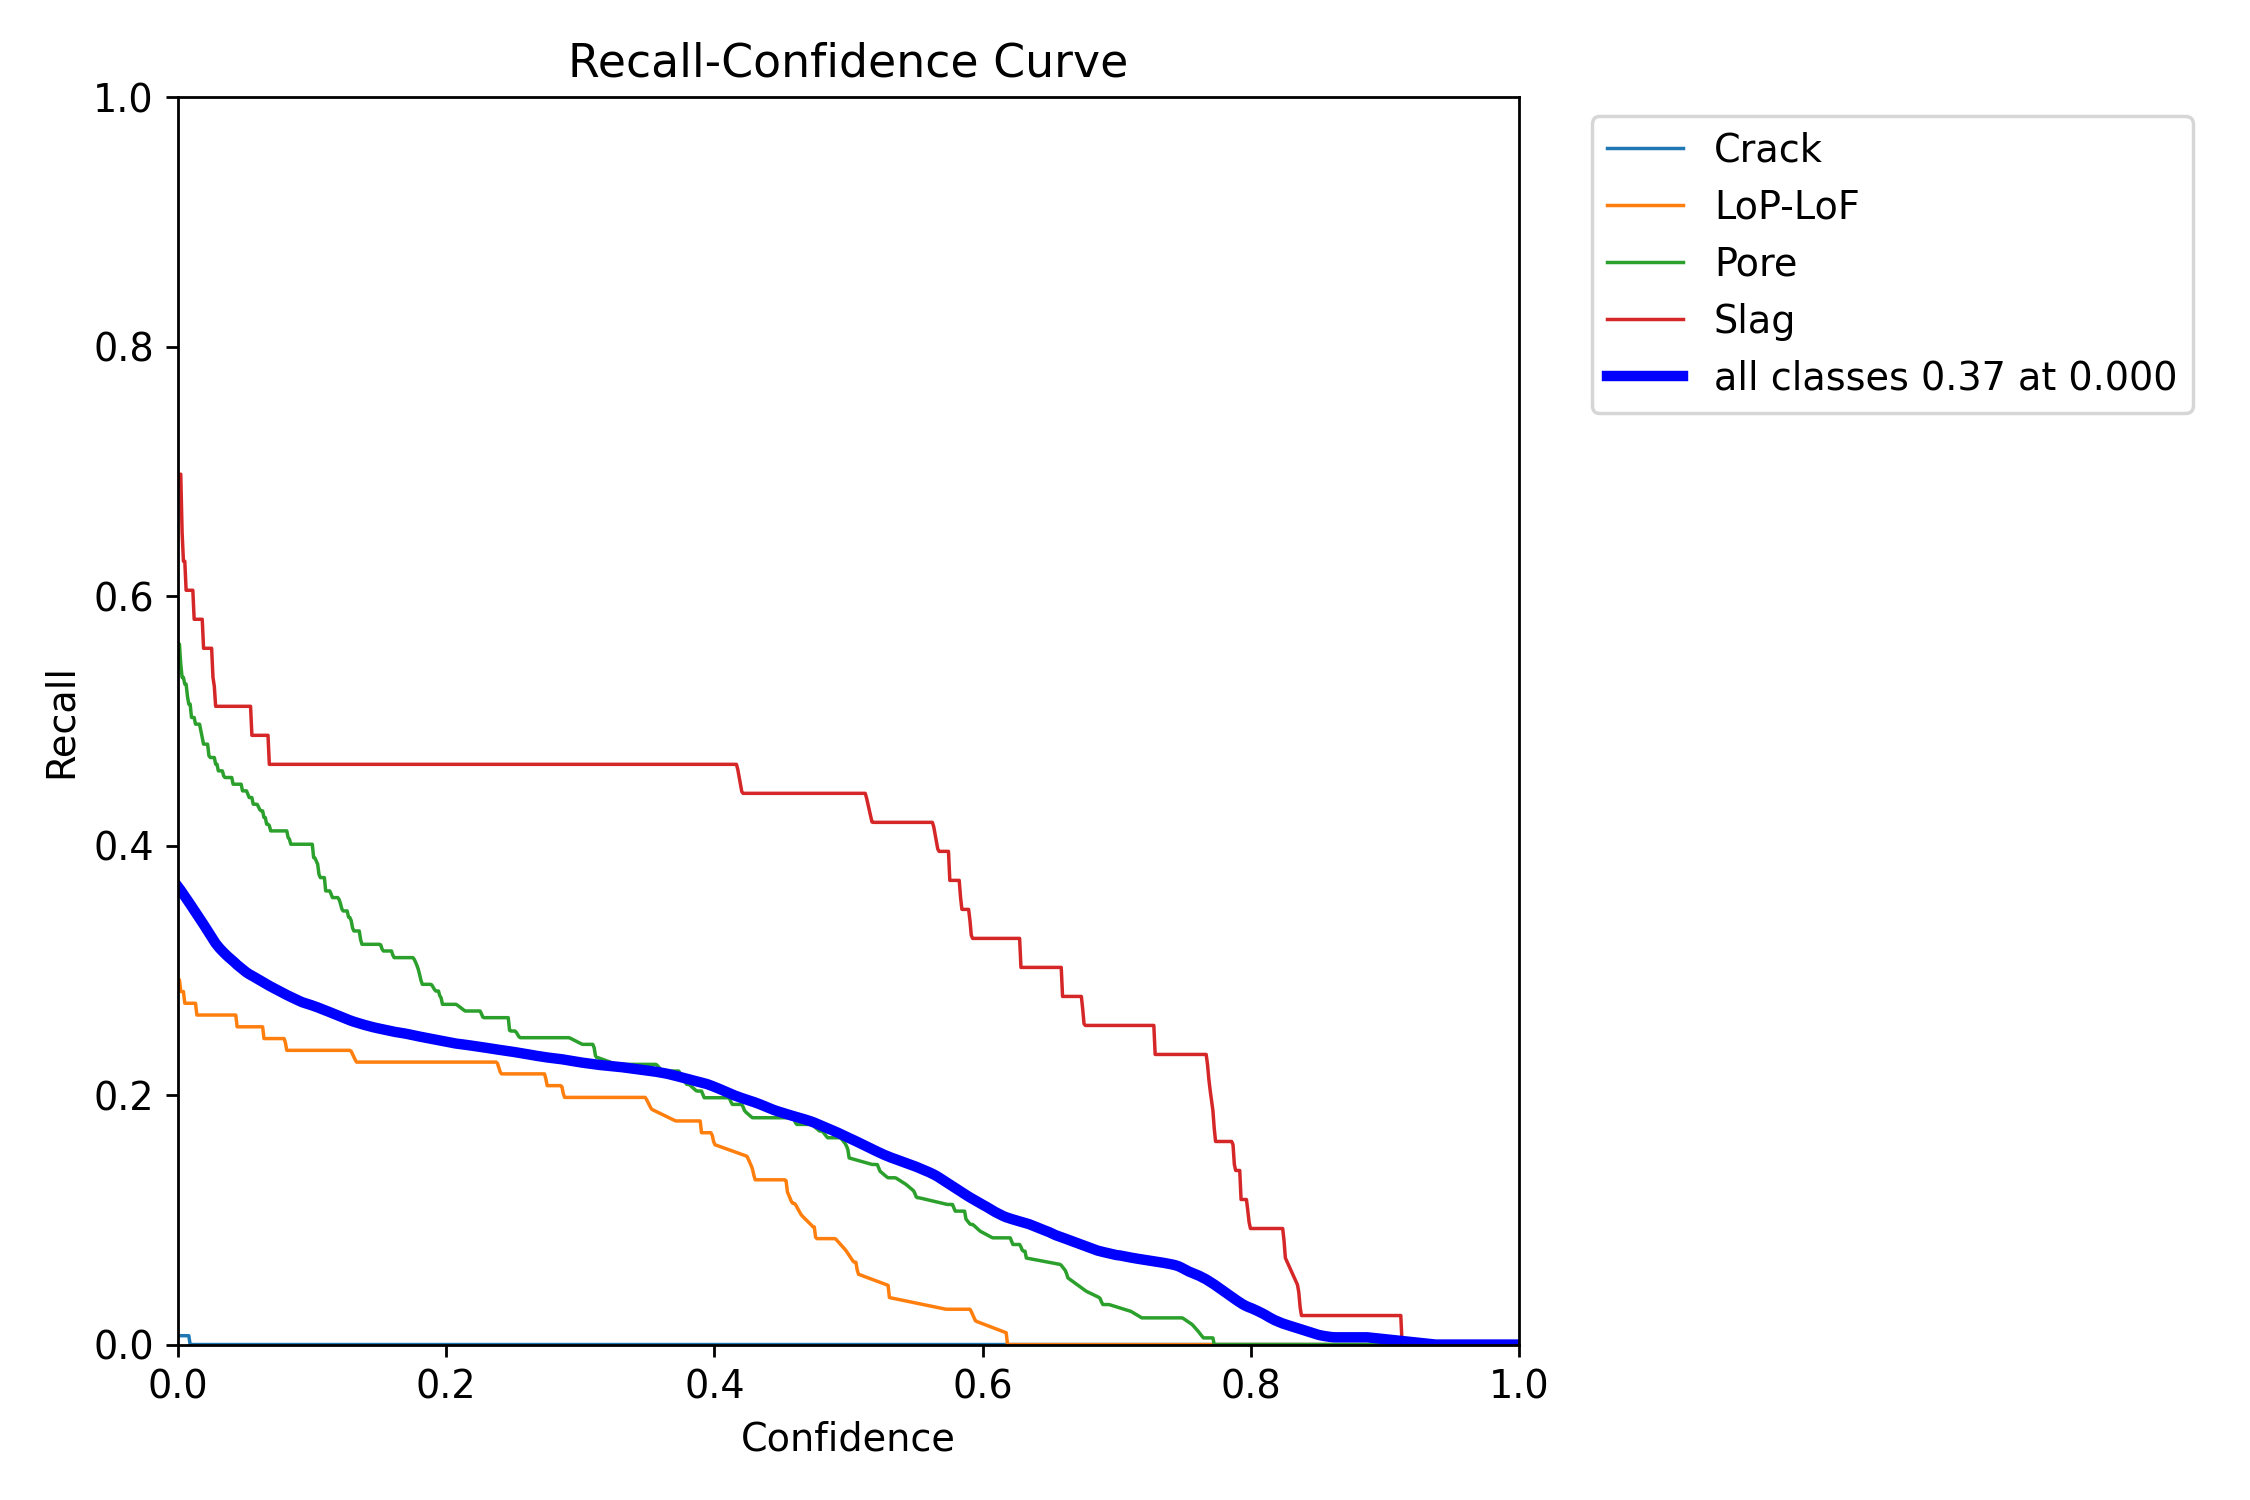 Recall-Confidence Curve
1.0
0.8
0.6
0.4
0.2
0.0
Recall
0.0 0.2 0.4 0.6 0.8 1.0
Confidence
Crack
LoP-LoF
Pore
Slag
all classes 0.37 at 0.000